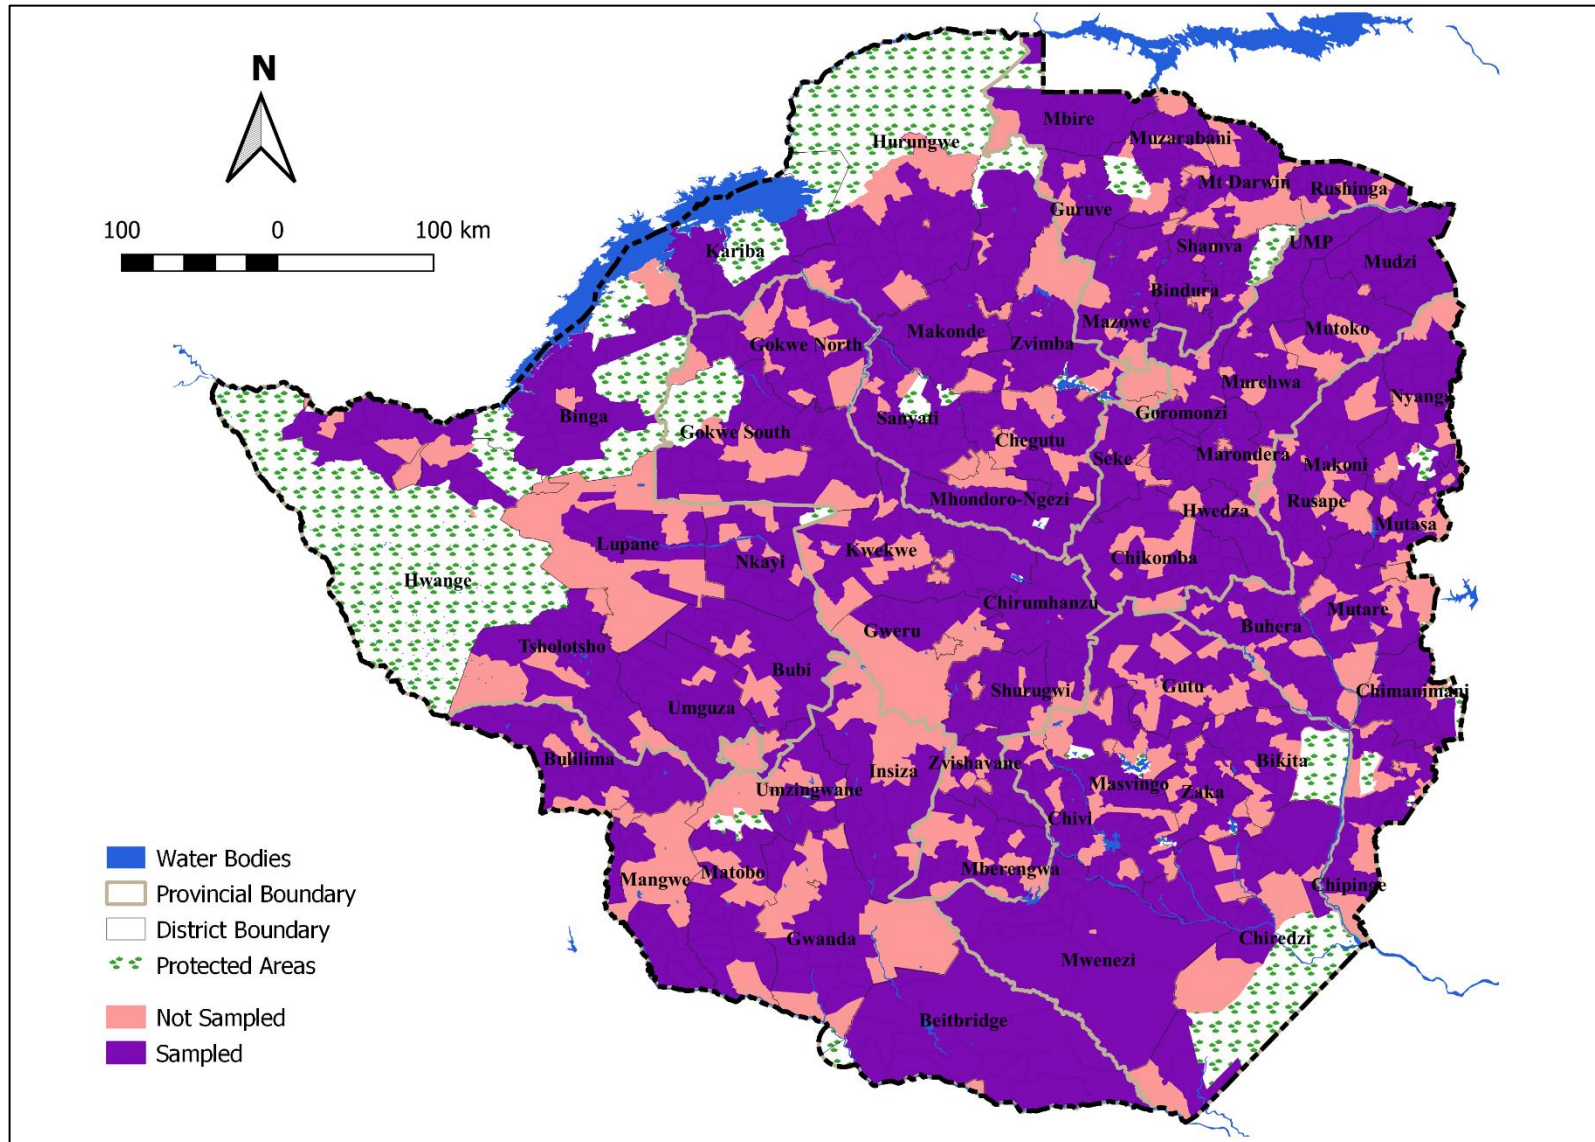 N
100 0 100 km
Mbire
Hurungwe
Muzarabani
Mt Darwin
Rushinga
Guruve
Kariba
Shamva
UMP
Mudzi
Bindura
Mazowe
Makonde
Zvimba
Mutoko
Gokwe North
Murehwa
Nyanga
Binga
Sanyati
Goromonzi
Gokwe South
Chegutu
Seke
Marondera
Makoni
Mhondoro-Ngezi
Hwedza
Rusape
Mutasa
Lupane
Nkayi
Kwekwe
Chikomba
Hwange
Chirumhanzu
Mutare
Gweru
Buhera
Tsholotsho
Bubi
Shurugwi
Gutu
Chimanimani
Umguza
Bulilima
Insiza
Zvishavane
Bikita
Umzingwane
Masvingo
Zaka
Chivi
Mangwe
Matobo
Mberengwa
Chipinge
Gwanda
Chiredzi
Mwenezi
Beitbridge
Water Bodies
Provincial Boundary
District Boundary
Protected Areas
Not Sampled
Sampled